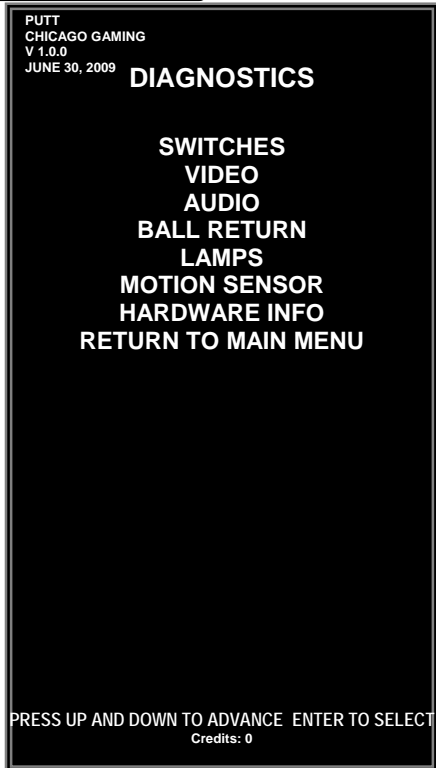 PUTT
CHICAGO GAMING
V 1.0.0
JUNE 30, 2009
DIAGNOSTICS
SWITCHES
VIDEO
AUDIO
BALL RETURN
LAMPS
MOTION SENSOR
HARDWARE INFO
RETURN TO MAIN MENU
PRESS UP AND DOWN TO ADVANCE ENTER TO SELECT
Credits: 0